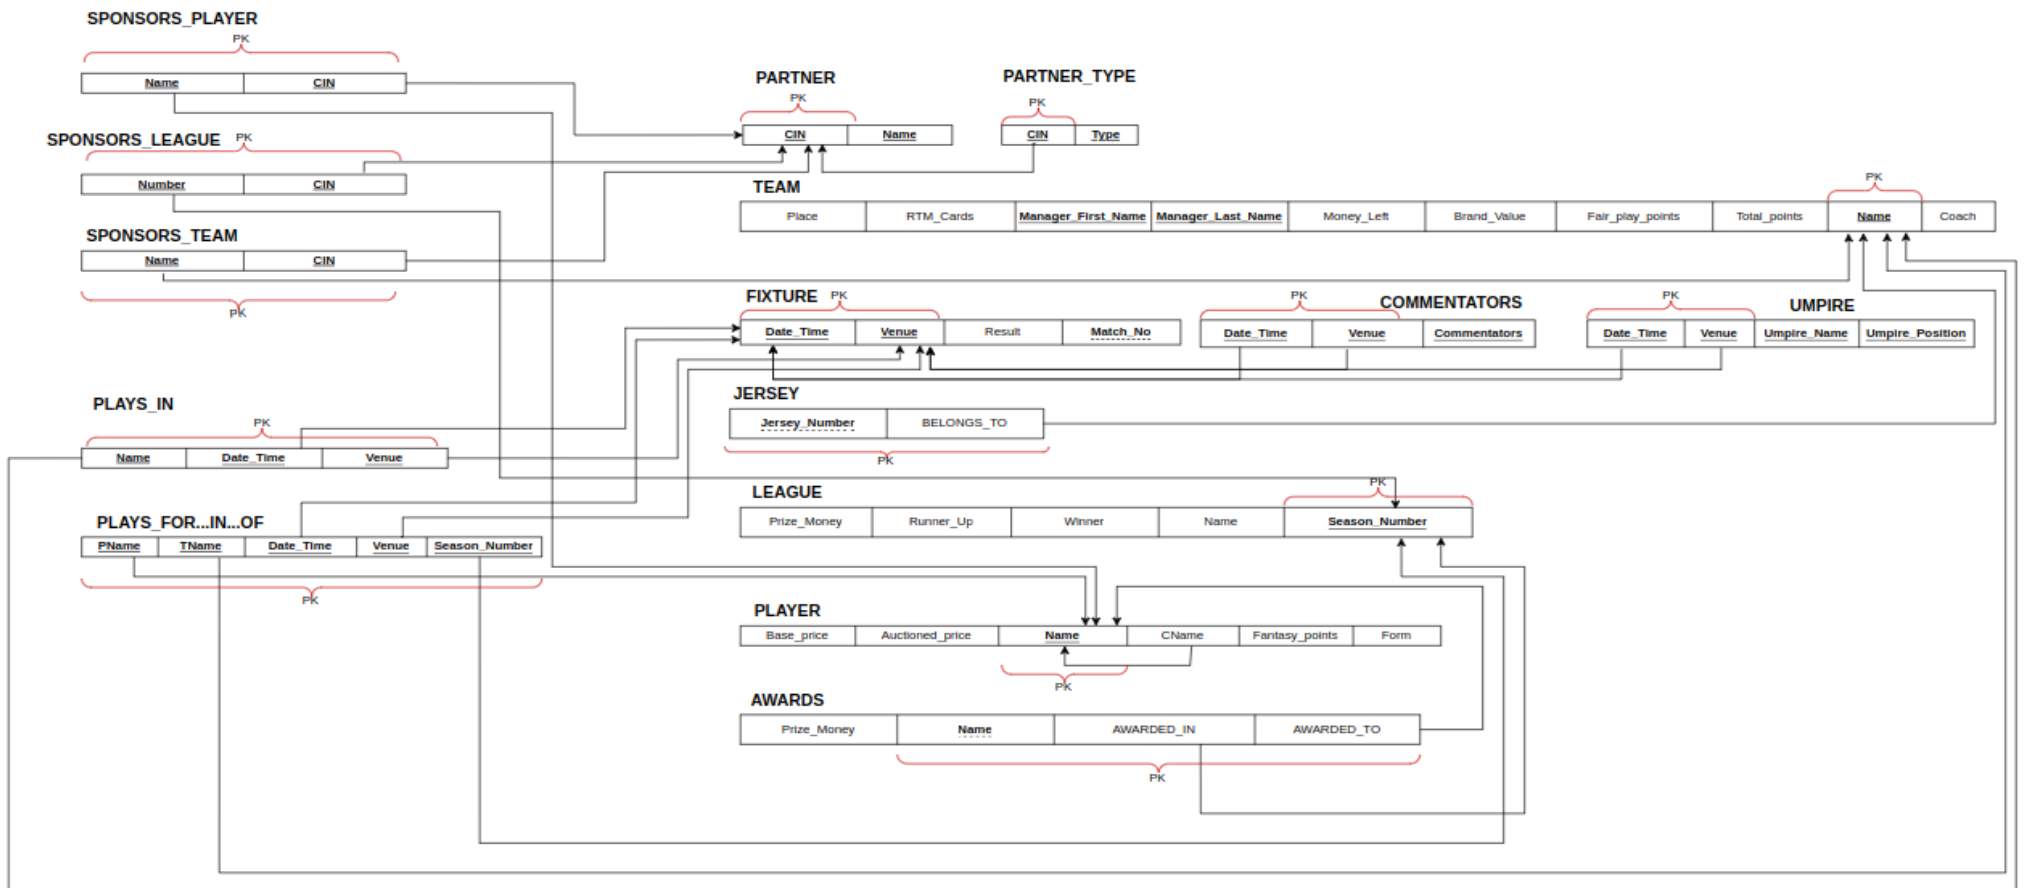 SPONSORS_PLAYER
PK
Name CIN
SPONSORS_LEAGUE PK
Number CIN
SPONSORS_TEAM
Name CIN
PK
PARTNER
PK
CIN Name
PARTNER_TYPE
PK
CIN Type
TEAM
PK
Place RTM_Cards Manager_First_Name Manager_Last_Name Money_Left Brand_Value Fair_play_points Total_points Name Coach
FIXTURE PK
Date_Time Venue Result Match_No
PK COMMENTATORS
Date_Time Venue Commentators
PK UMPIRE
Date_Time Venue Umpire_Name Umpire_Position
JERSEY
Jersey_Number BELONGS_TO
PK
PLAYS_IN
PK
Name Date_Time Venue
PLAYS_FOR...IN...OF
PName TName Date_Time Venue Season_Number
PK
LEAGUE
PK
Prize_Money Runner_Up Winner Name Season_Number
PLAYER
Base_price Auctioned_price Name CName Fantasy_points Form
PK
AWARDS
Prize_Money Name AWARDED_IN AWARDED_TO
PK